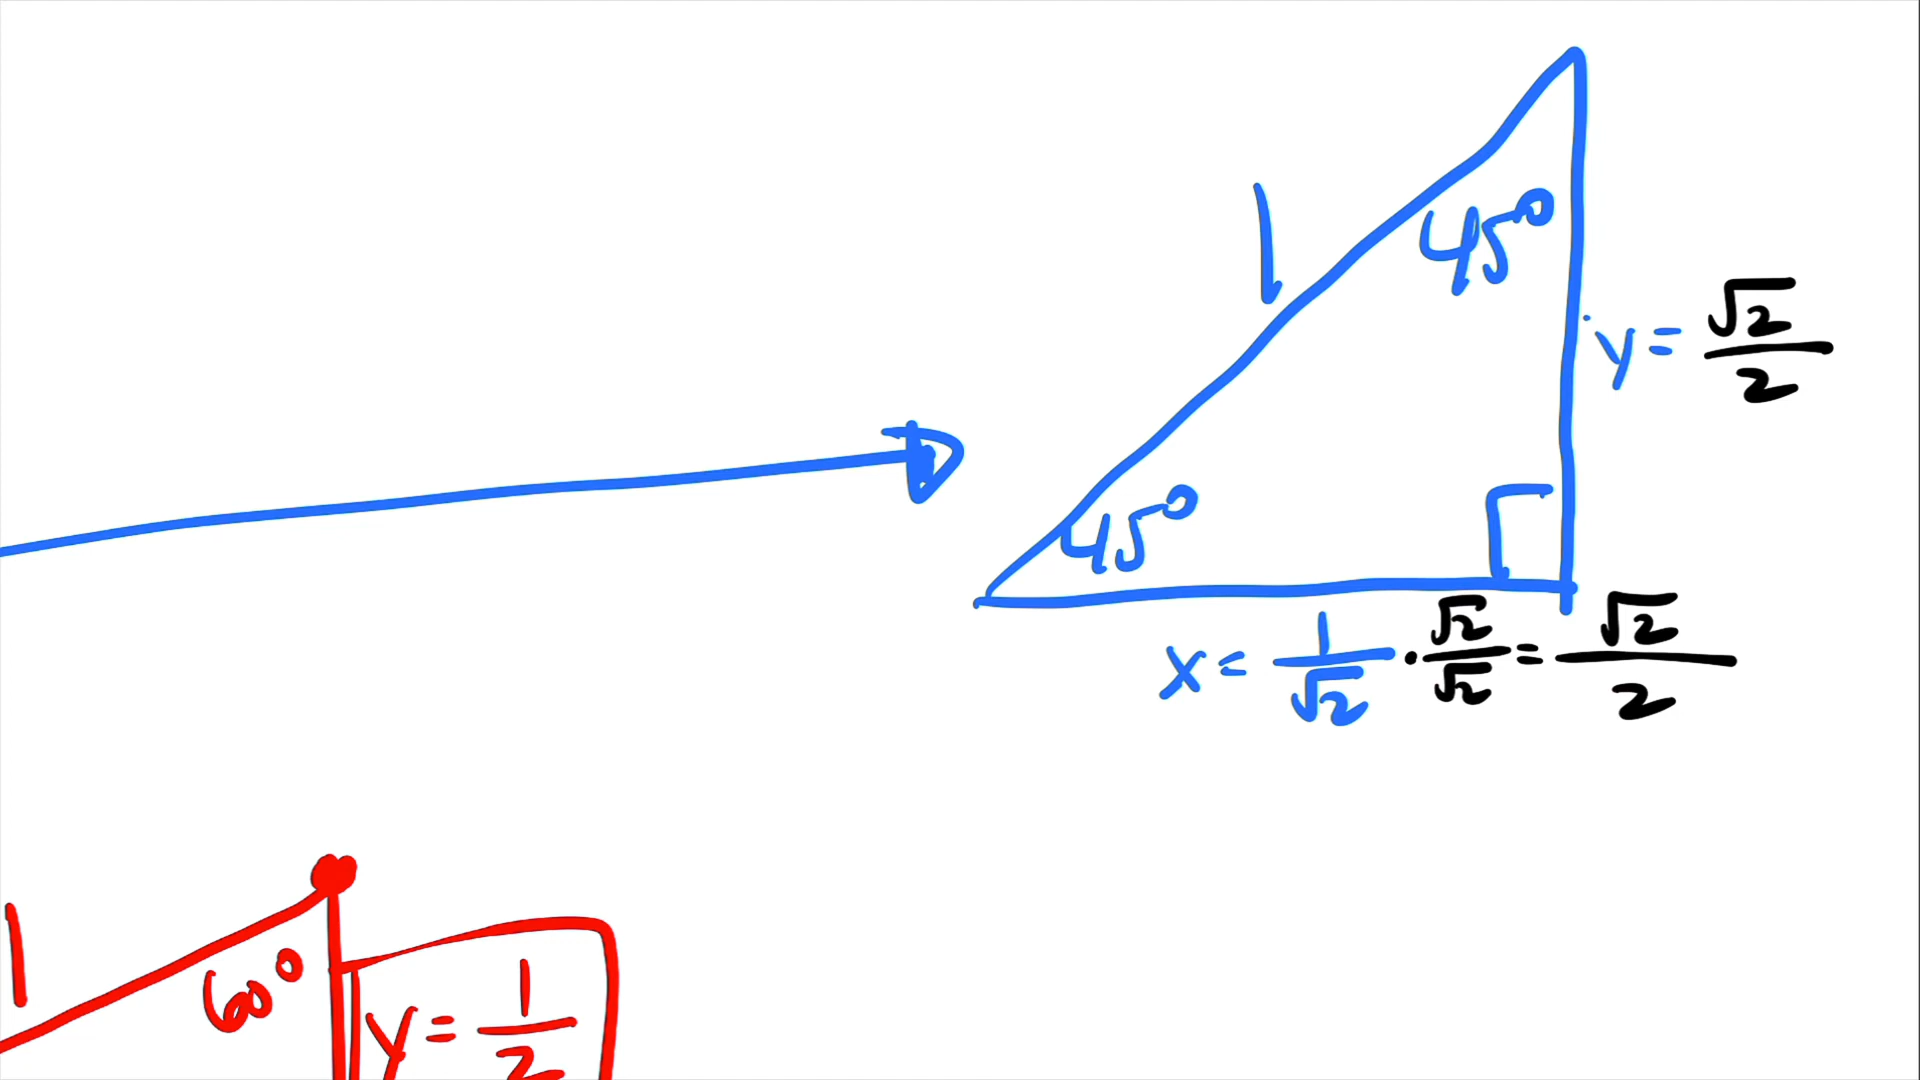 1
45°
y = √2/2
45°
x = 1/√2 · √2/√2 = √2/2
1
60°
y = 1/2